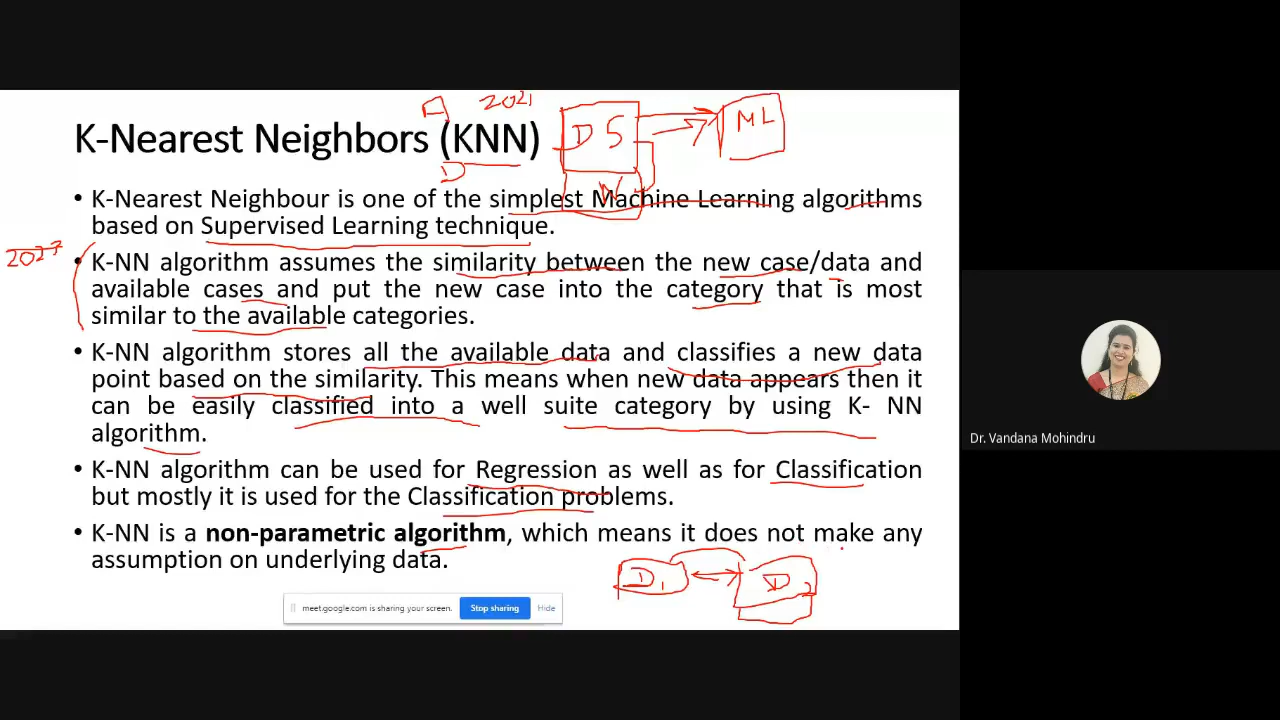 2021
A
K-Nearest Neighbors (KNN)
D
DS
ML
N
• K-Nearest Neighbour is one of the simplest Machine Learning algorithms
based on Supervised Learning technique.
2027
• K-NN algorithm assumes the similarity between the new case/data and
available cases and put the new case into the category that is most
similar to the available categories.
• K-NN algorithm stores all the available data and classifies a new data
point based on the similarity. This means when new data appears then it
can be easily classified into a well suite category by using K- NN
algorithm.
• K-NN algorithm can be used for Regression as well as for Classification
but mostly it is used for the Classification problems.
• K-NN is a non-parametric algorithm, which means it does not make any
assumption on underlying data.
D1
D2
meet.google.com is sharing your screen.
Stop sharing
Hide
Dr. Vandana Mohindru